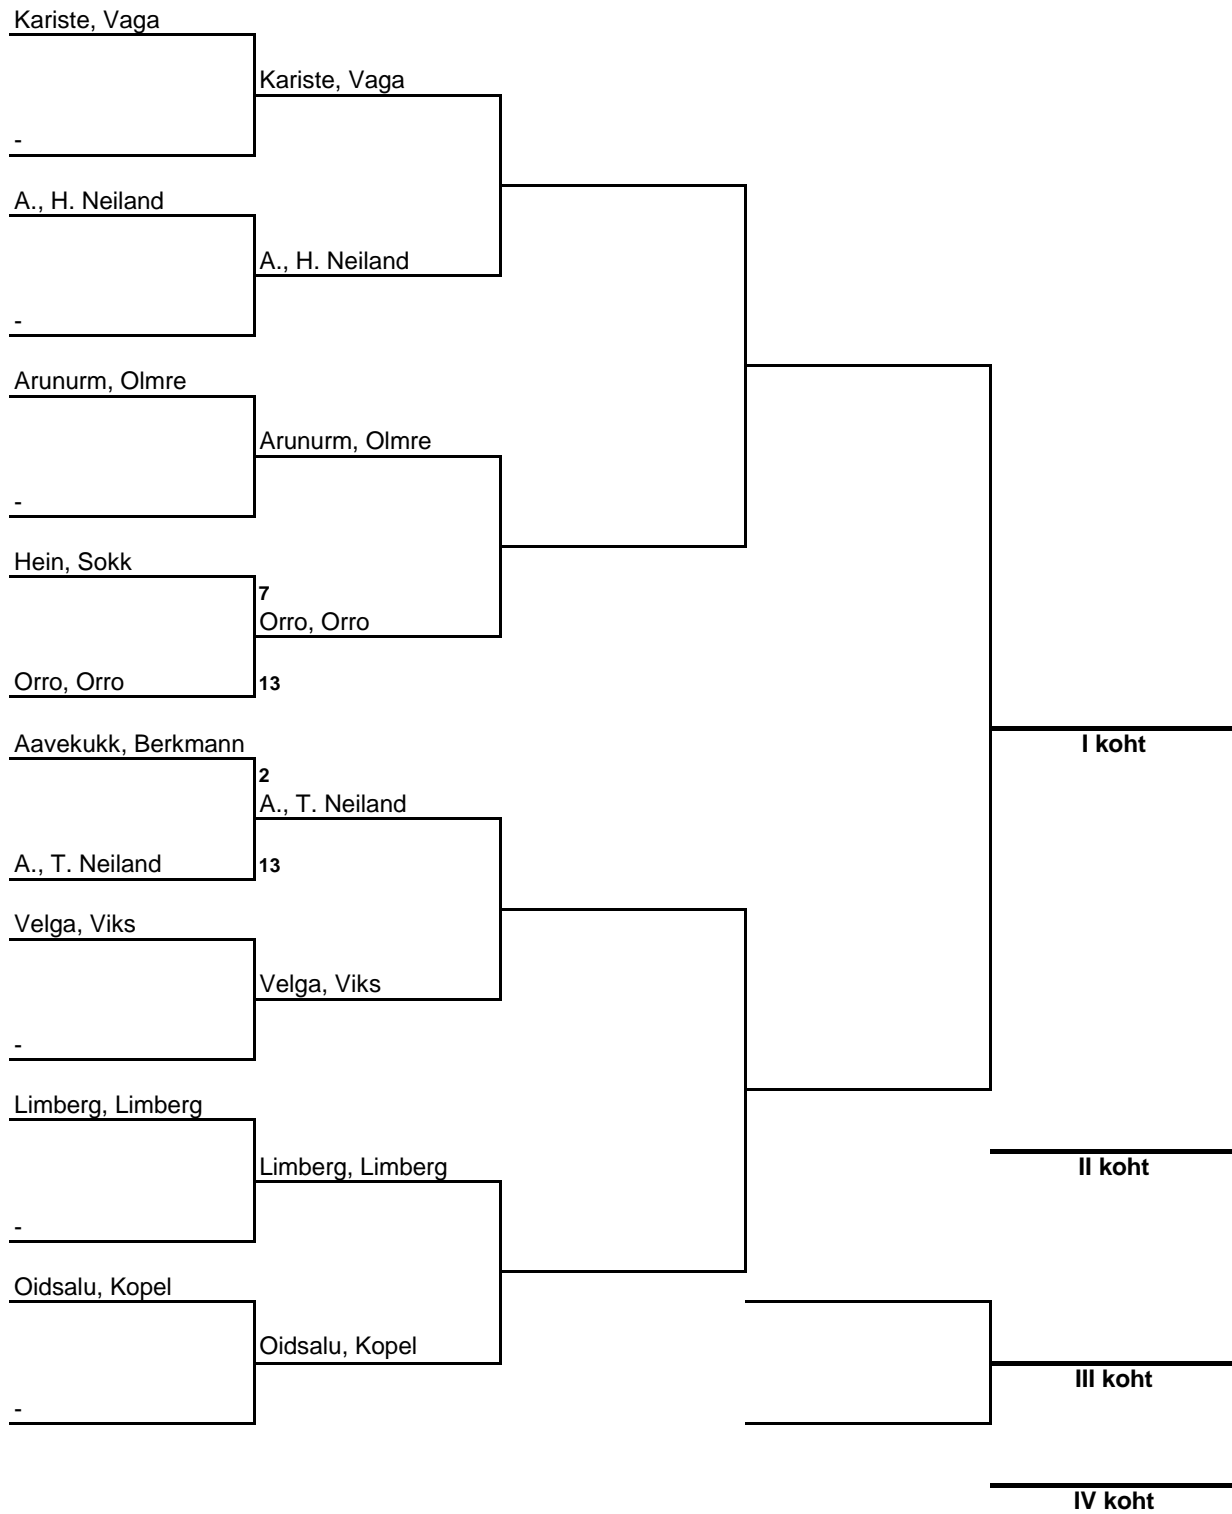 Kariste, Vaga
Kariste, Vaga
-
A., H. Neiland
A., H. Neiland
-
Arunurm, Olmre
Arunurm, Olmre
-
Hein, Sokk
7
Orro, Orro
Orro, Orro
13
Aavekukk, Berkmann
I koht
2
A., T. Neiland
A., T. Neiland
13
Velga, Viks
Velga, Viks
-
Limberg, Limberg
Limberg, Limberg
II koht
-
Oidsalu, Kopel
Oidsalu, Kopel
III koht
-
IV koht